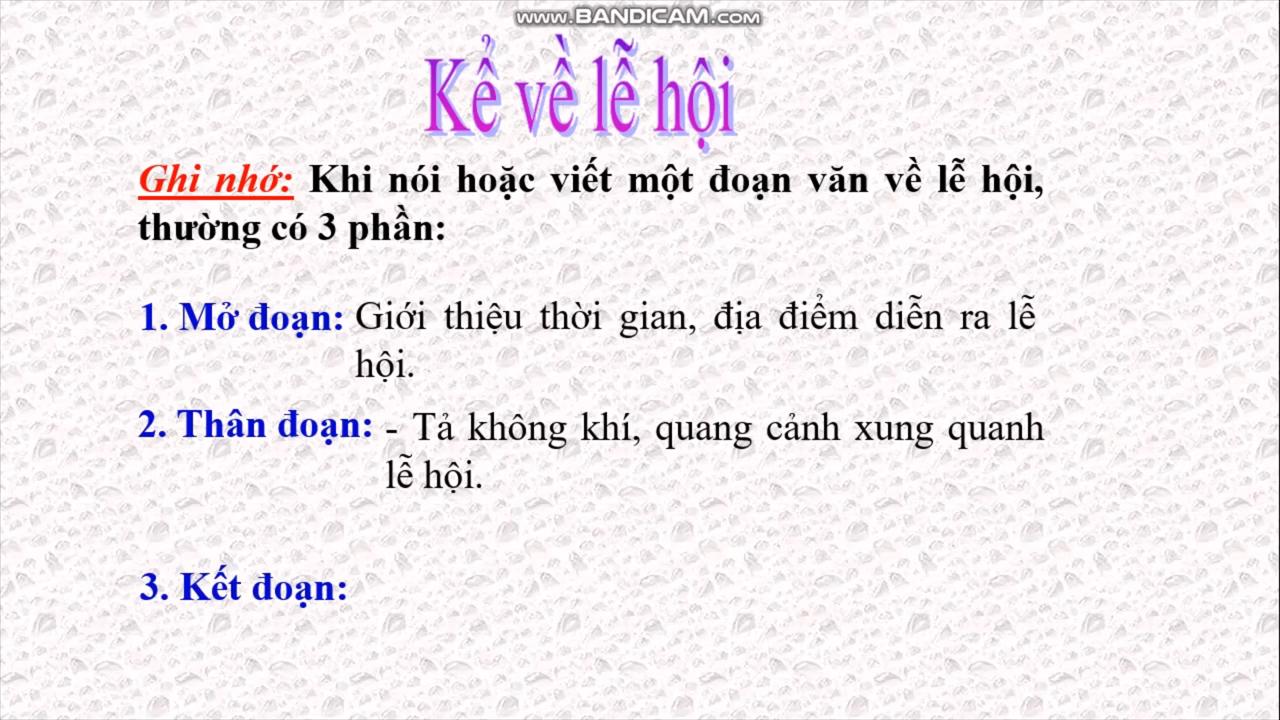 www.BANDICAM.com
Kể về lễ hội
Ghi nhớ: Khi nói hoặc viết một đoạn văn về lễ hội,
thường có 3 phần:
1. Mở đoạn: Giới thiệu thời gian, địa điểm diễn ra lễ
hội.
2. Thân đoạn: - Tả không khí, quang cảnh xung quanh
lễ hội.
3. Kết đoạn: